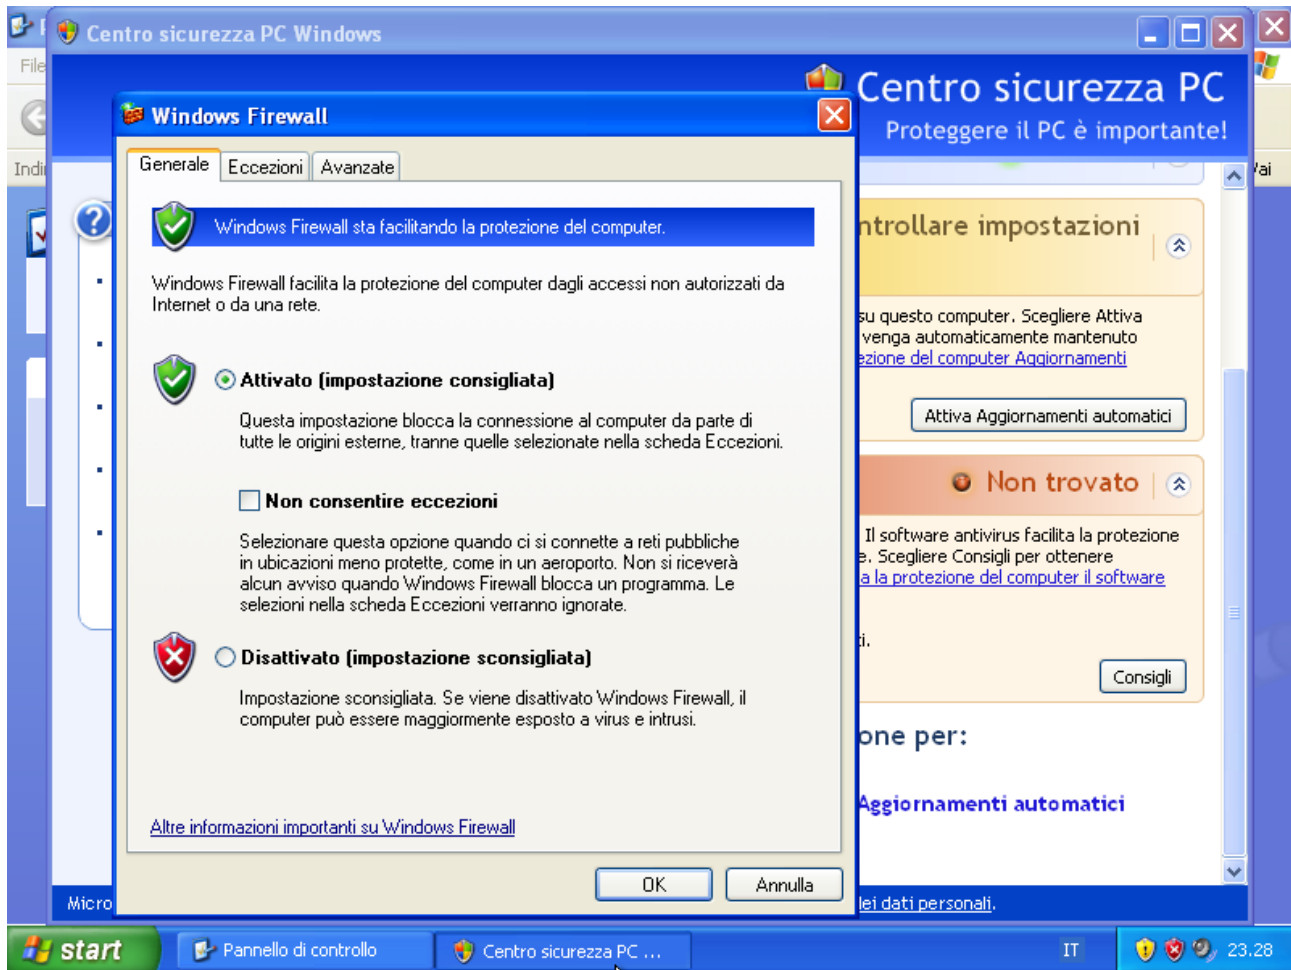 Centro sicurezza PC Windows
File
Centro sicurezza PC
Proteggere il PC è importante!
Windows Firewall
Generale
Eccezioni
Avanzate
Windows Firewall sta facilitando la protezione del computer.
Windows Firewall facilita la protezione del computer dagli accessi non autorizzati da
Internet o da una rete.
Attivato (impostazione consigliata)
Questa impostazione blocca la connessione al computer da parte di
tutte le origini esterne, tranne quelle selezionate nella scheda Eccezioni.
Non consentire eccezioni
Selezionare questa opzione quando ci si connette a reti pubbliche
in ubicazioni meno protette, come in un aeroporto. Non si riceverà
alcun avviso quando Windows Firewall blocca un programma. Le
selezioni nella scheda Eccezioni verranno ignorate.
Disattivato (impostazione sconsigliata)
Impostazione sconsigliata. Se viene disattivato Windows Firewall, il
computer può essere maggiormente esposto a virus e intrusi.
Altre informazioni importanti su Windows Firewall
OK
Annulla
ntrollare impostazioni
su questo computer. Scegliere Attiva
venga automaticamente mantenuto
ezione del computer Aggiornamenti
Attiva Aggiornamenti automatici
Non trovato
Il software antivirus facilita la protezione
e. Scegliere Consigli per ottenere
a la protezione del computer il software
ti.
Consigli
one per:
Aggiornamenti automatici
Micro
lei dati personali.
start
Pannello di controllo
Centro sicurezza PC ...
IT
23.28